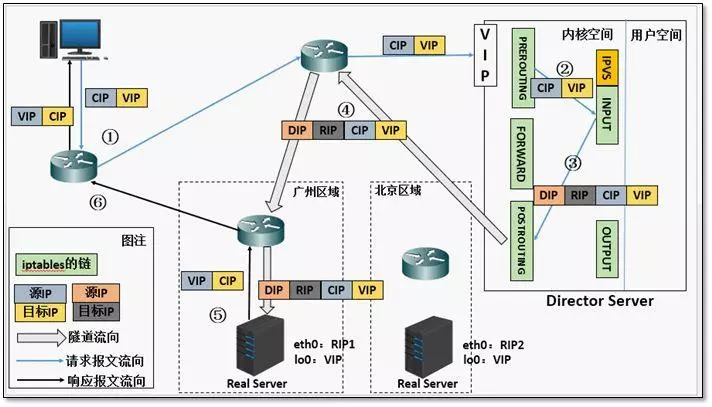 CIP VIP
VIP
PREROUTING
内核空间
用户空间
IPVS
②
CIP VIP
INPUT
VIP CIP
CIP VIP
①
④
DIP RIP CIP VIP
FORWARD
③
DIP RIP CIP VIP
POSTROUTING
OUTPUT
Director Server
⑥
广州区域
北京区域
图注
iptables的链
源IP
源IP
目标IP
目标IP
隧道流向
请求报文流向
响应报文流向
VIP CIP
⑤
DIP RIP CIP VIP
eth0：RIP1
lo0：VIP
Real Server
eth0：RIP2
lo0：VIP
Real Server